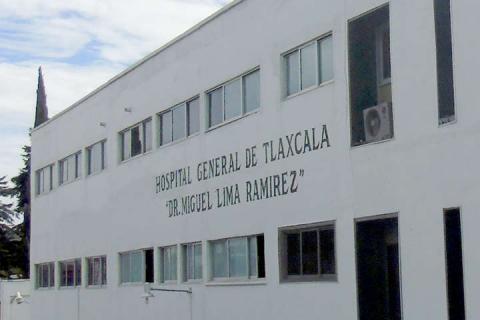 HOSPITAL GENERAL DE TLAXCALA
"DR. MIGUEL LIMA RAMIREZ"